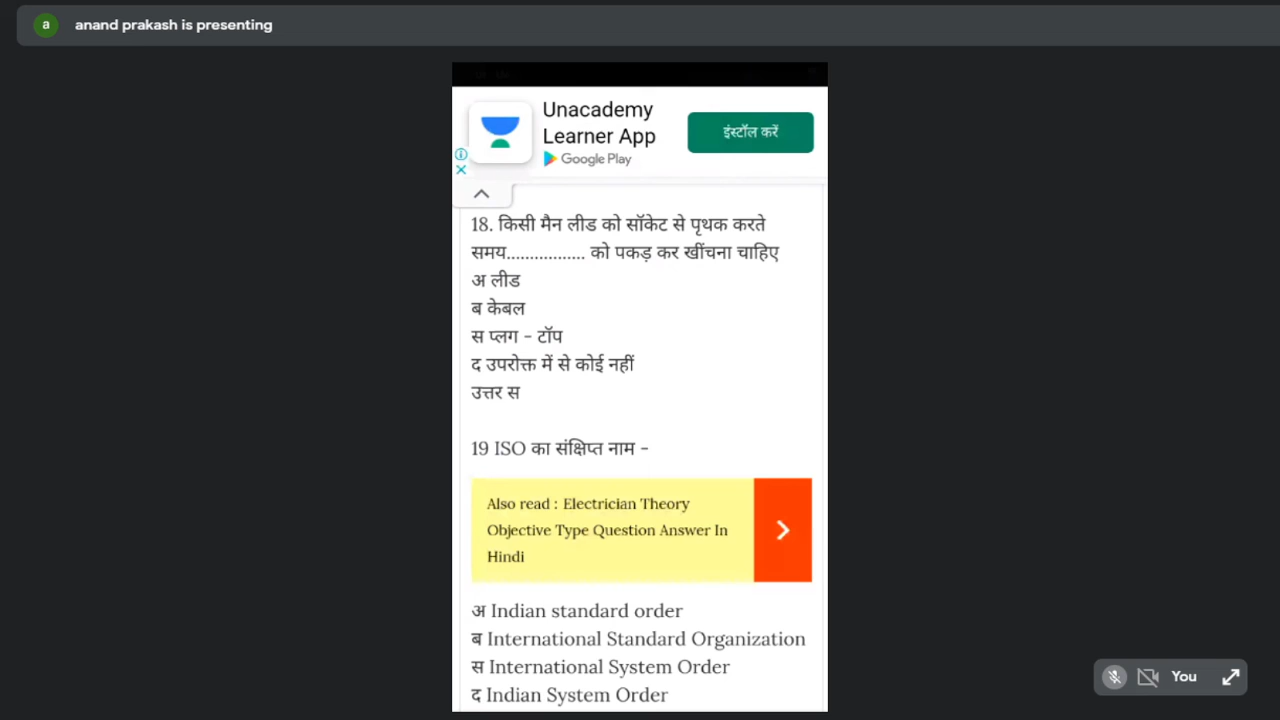 a anand prakash is presenting
Unacademy
Learner App
Google Play
इंस्टॉल करें
18. किसी मैन लीड को सॉकेट से पृथक करते
समय................. को पकड़ कर खींचना चाहिए
अ लीड
ब केबल
स प्लग - टॉप
द उपरोक्त में से कोई नहीं
उत्तर स
19 ISO का संक्षिप्त नाम -
Also read : Electrician Theory
Objective Type Question Answer In
Hindi
अ Indian standard order
ब International Standard Organization
स International System Order
द Indian System Order
You